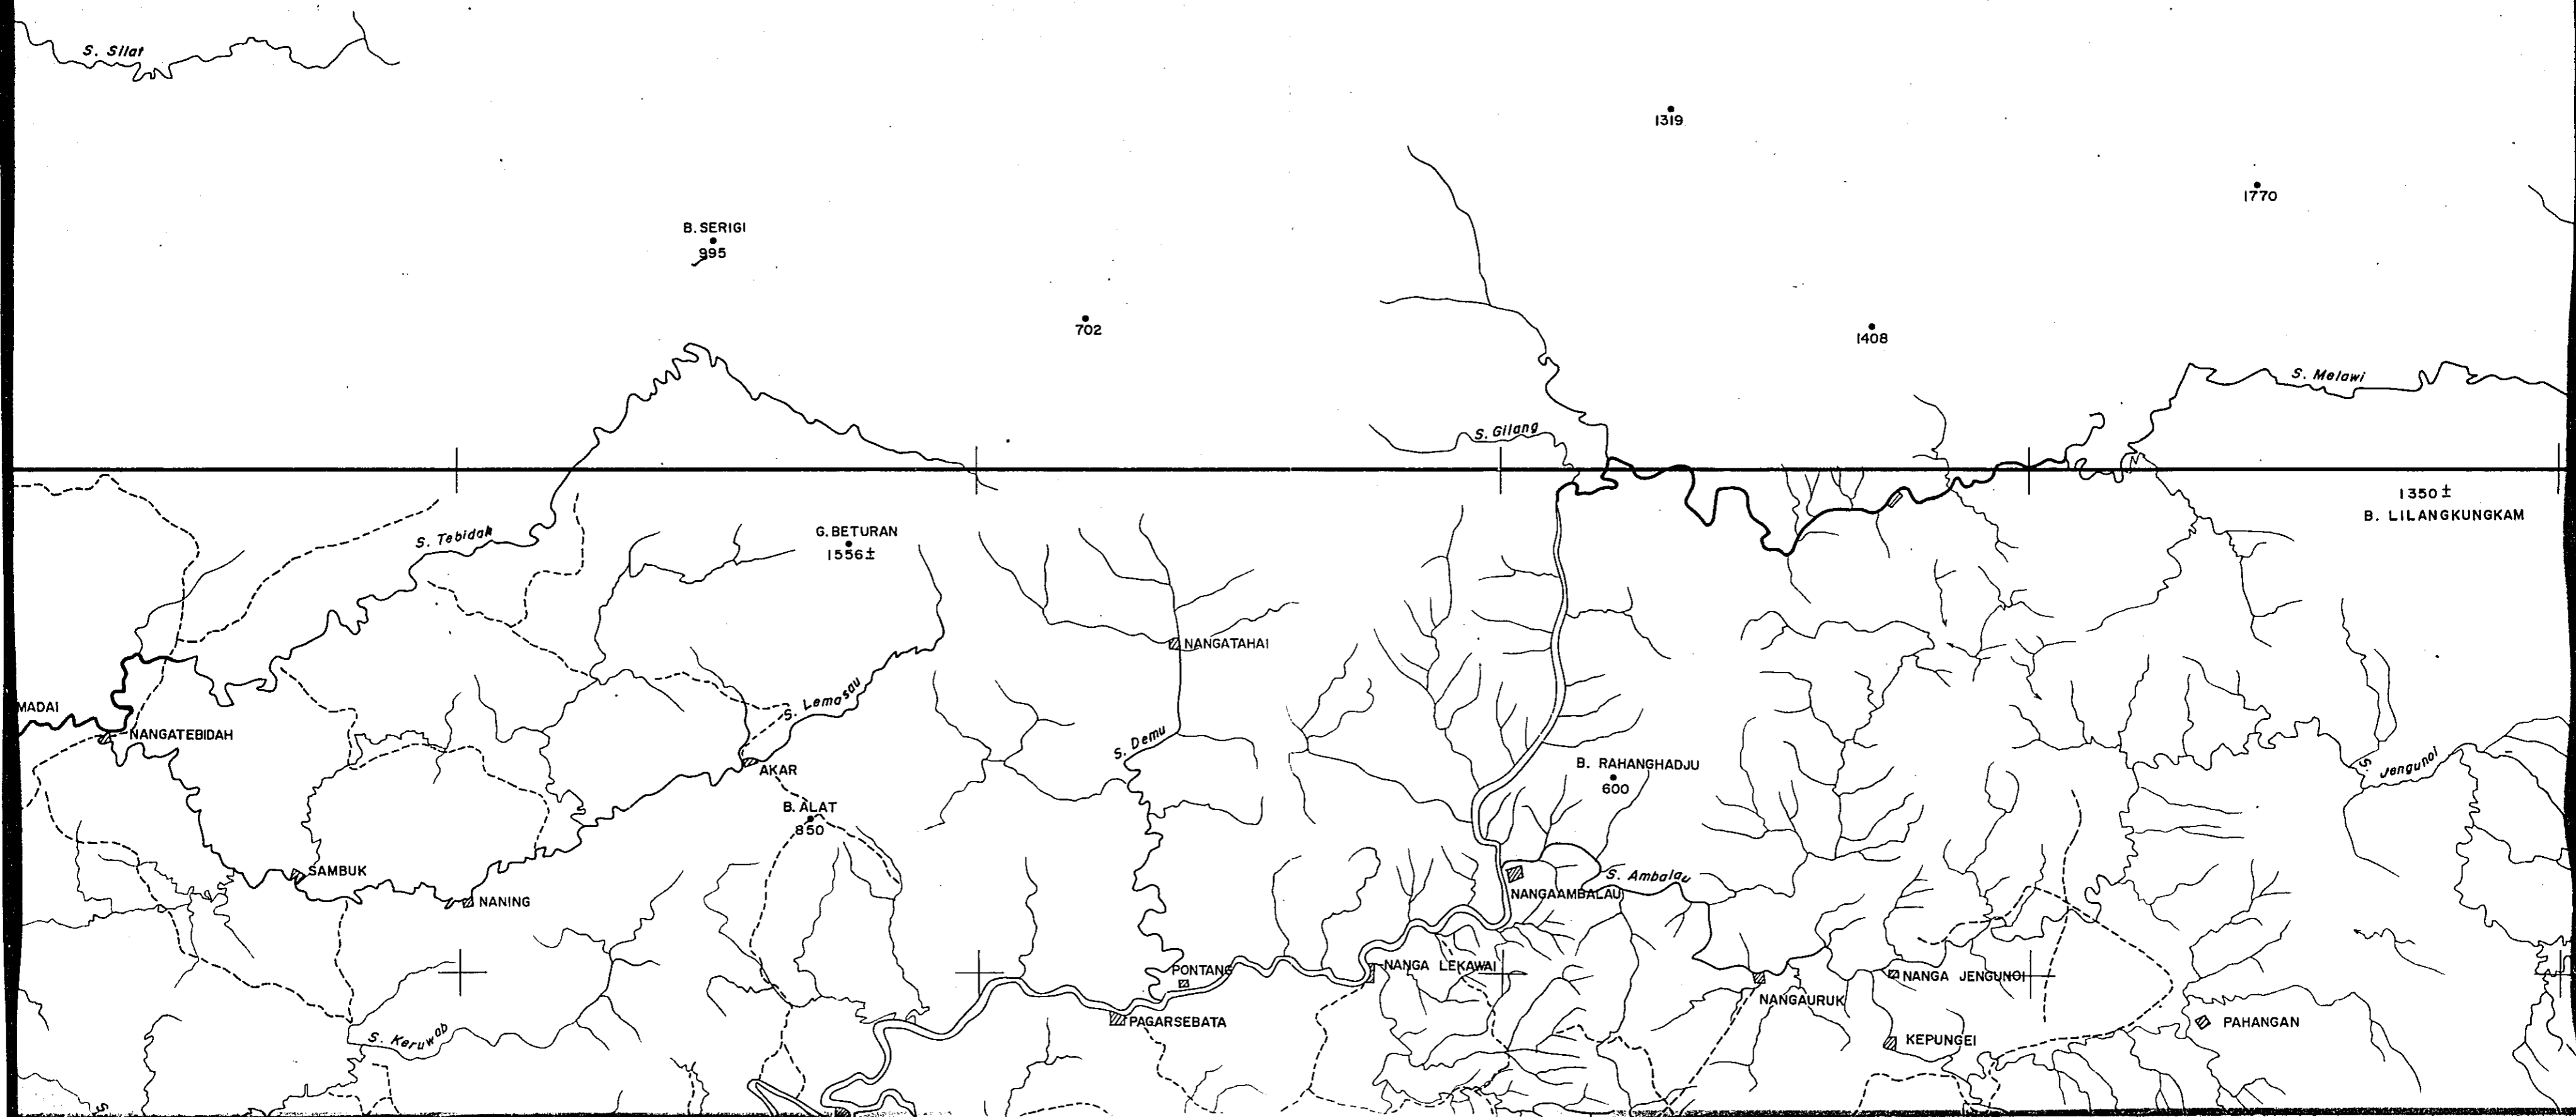 S. Silat
1319
1770
B. SERIGI
995
702
1408
S. Melawi
S. Gilang
1350±
B. LILANGKUNGKAM
S. Tebidah
G. BETURAN
1556±
NANGATAHAI
S. Lemasau
MADAI
NANGATEBIDAH
S. Demu
S. Jengunoi
AKAR
B. RAHANGHADJU
600
B. ALAT
850
SAMBUK
S. Ambalau
NANGAAMBALAU
NANING
PONTANG
NANGA LEKAWAI
NANGA JENGUNOI
NANGAURUK
PAGARSEBATA
PAHANGAN
S. Keruwab
KEPUNGEI
S